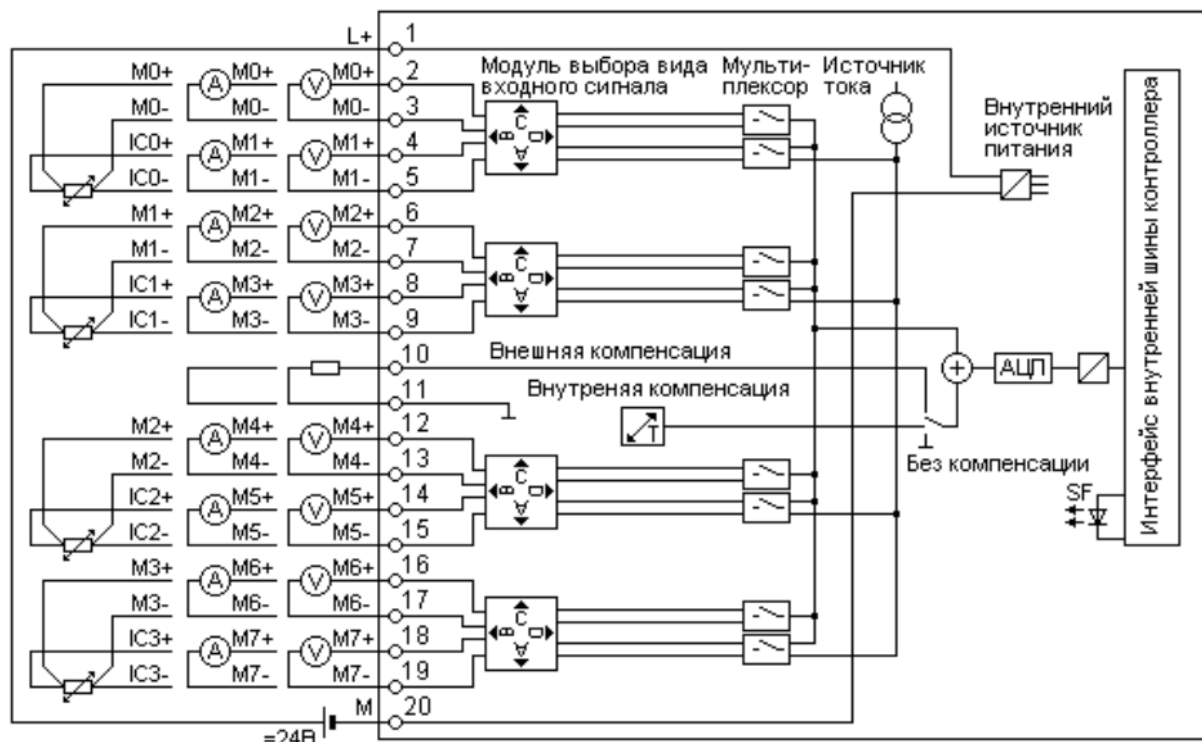 L+ 1
M0+ A M0+ V M0+ 2
M0- M0- M0- 3
IC0+ A M1+ V M1+ 4
IC0- M1- M1- 5
M1+ A M2+ V M2+ 6
M1- M2- M2- 7
IC1+ A M3+ V M3+ 8
IC1- M3- M3- 9
10
11
M2+ A M4+ V M4+ 12
M2- M4- M4- 13
IC2+ A M5+ V M5+ 14
IC2- M5- M5- 15
M3+ A M6+ V M6+ 16
M3- M6- M6- 17
IC3+ A M7+ V M7+ 18
IC3- M7- M7- 19
M 20
=24В
Модуль выбора вида
входного сигнала
Мульти-
плексор
Источник
тока
Внутренний
источник
питания
C
B D
A
C
B D
A
Внешняя компенсация
Внутреняя компенсация
T
+
АЦП
Без компенсации
C
B D
A
C
B D
A
SF
Интерфейс внутренней шины контроллера